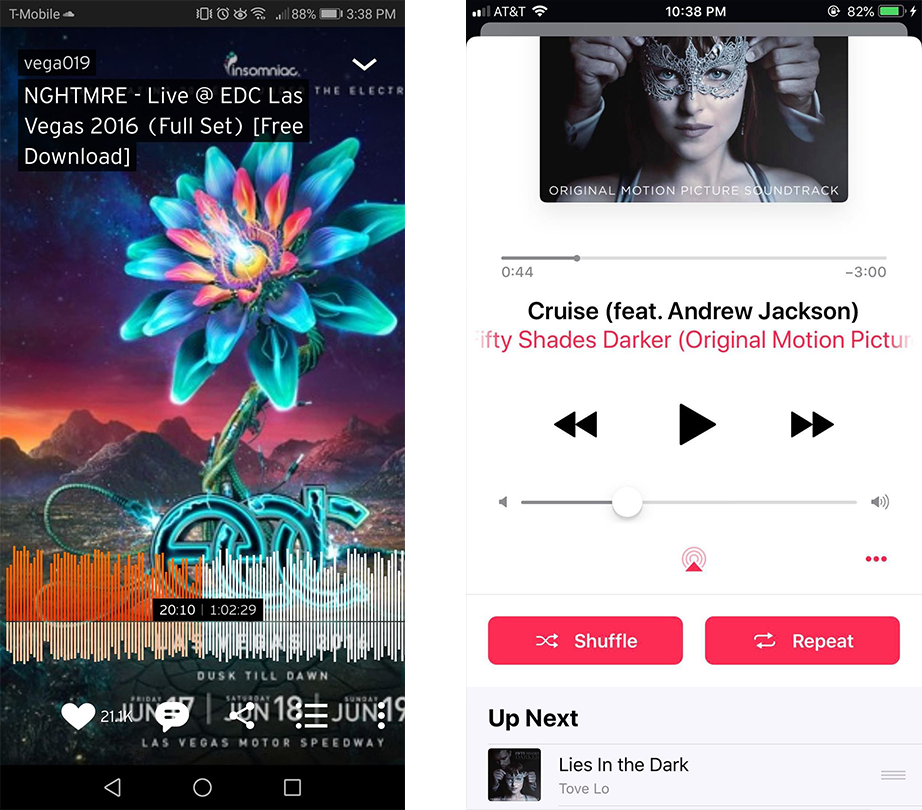 T-Mobile 88% 3:38 PM
vega019
insomniac
THE ELECTR
NGHTMRE - Live @ EDC Las
Vegas 2016 (Full Set) [Free
Download]
edc
20:10 | 1:02:29
LAS VEGAS 2016
DUSK TILL DAWN
FRIDAY SATURDAY SUNDAY
JUN 17 | JUN 18 | JUN 19
21.1K
LAS VEGAS MOTOR SPEEDWAY
AT&T 10:38 PM 82%
ORIGINAL MOTION PICTURE SOUNDTRACK
0:44 −3:00
Cruise (feat. Andrew Jackson)
ifty Shades Darker (Original Motion Pictur
Shuffle Repeat
Up Next
Lies In the Dark
Tove Lo